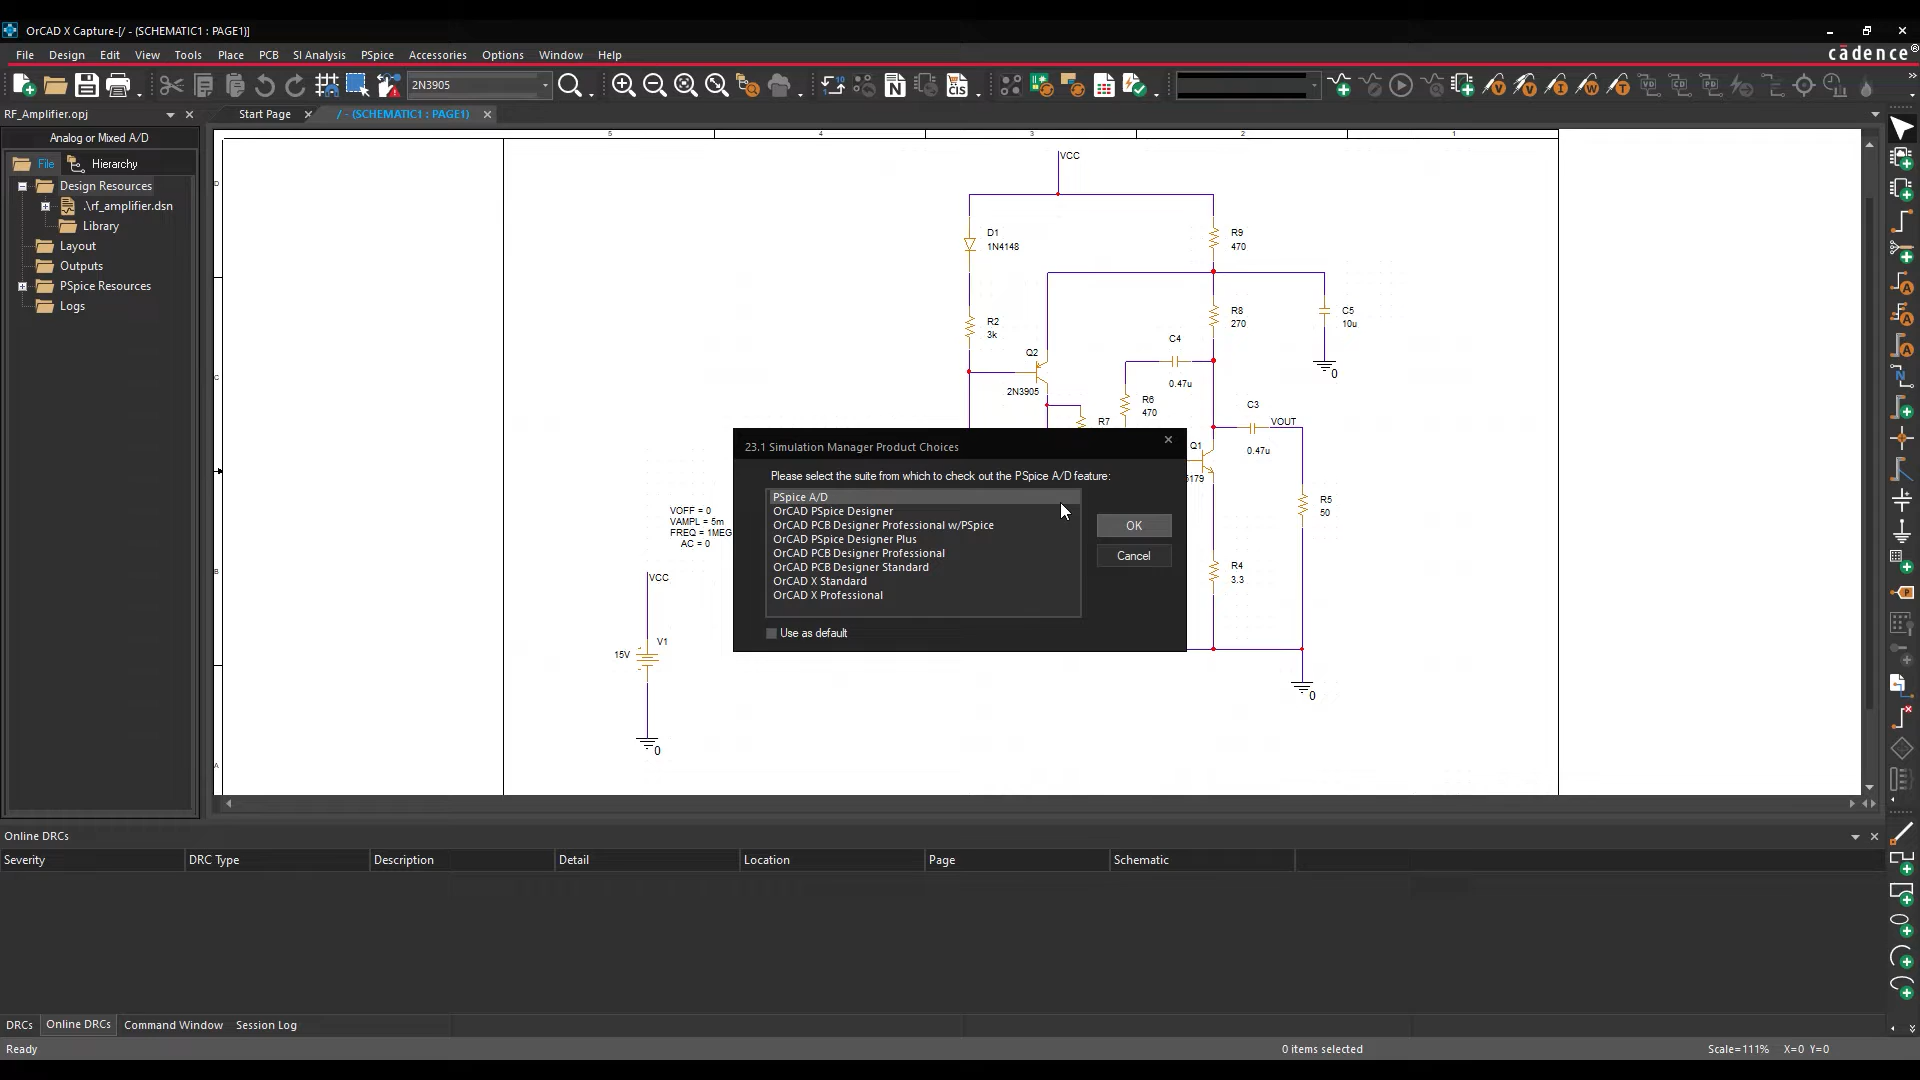 OrCAD X Capture-[/ - (SCHEMATIC1 : PAGE1)]
File Design Edit View Tools Place PCB SI Analysis PSpice Accessories Options Window Help
cādence®
2N3905
RF_Amplifier.opj
Start Page
/ - (SCHEMATIC1 : PAGE1)
Analog or Mixed A/D
File
Hierarchy
Design Resources
.\rf_amplifier.dsn
Library
Layout
Outputs
PSpice Resources
Logs
5 4 3 2 1
D
C
B
A
VCC
D1
1N4148
R9
470
R2
3k
R8
270
C5
10u
0
C4
0.47u
Q2
2N3905
R6
470
R7
C3
0.47u
VOUT
Q1
5179
R5
50
R4
3.3
0
VOFF = 0
VAMPL = 5m
FREQ = 1MEG
AC = 0
VCC
V1
15V
0
23.1 Simulation Manager Product Choices
Please select the suite from which to check out the PSpice A/D feature:
PSpice A/D
OrCAD PSpice Designer
OrCAD PCB Designer Professional w/PSpice
OrCAD PSpice Designer Plus
OrCAD PCB Designer Professional
OrCAD PCB Designer Standard
OrCAD X Standard
OrCAD X Professional
OK
Cancel
Use as default
Online DRCs
Severity DRC Type Description Detail Location Page Schematic
DRCs Online DRCs Command Window Session Log
Ready
0 items selected
Scale=111% X=0 Y=0